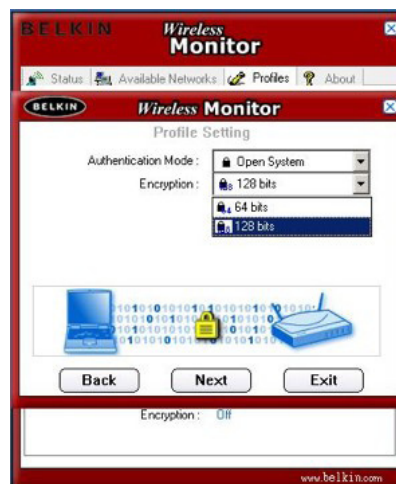 BELKIN Wireless Monitor
Status Available Networks Profiles About
BELKIN Wireless Monitor
Profile Setting
Authentication Mode : Open System
Encryption : 128 bits
64 bits
128 bits
Back Next Exit
Encryption : Off
www.belkin.com